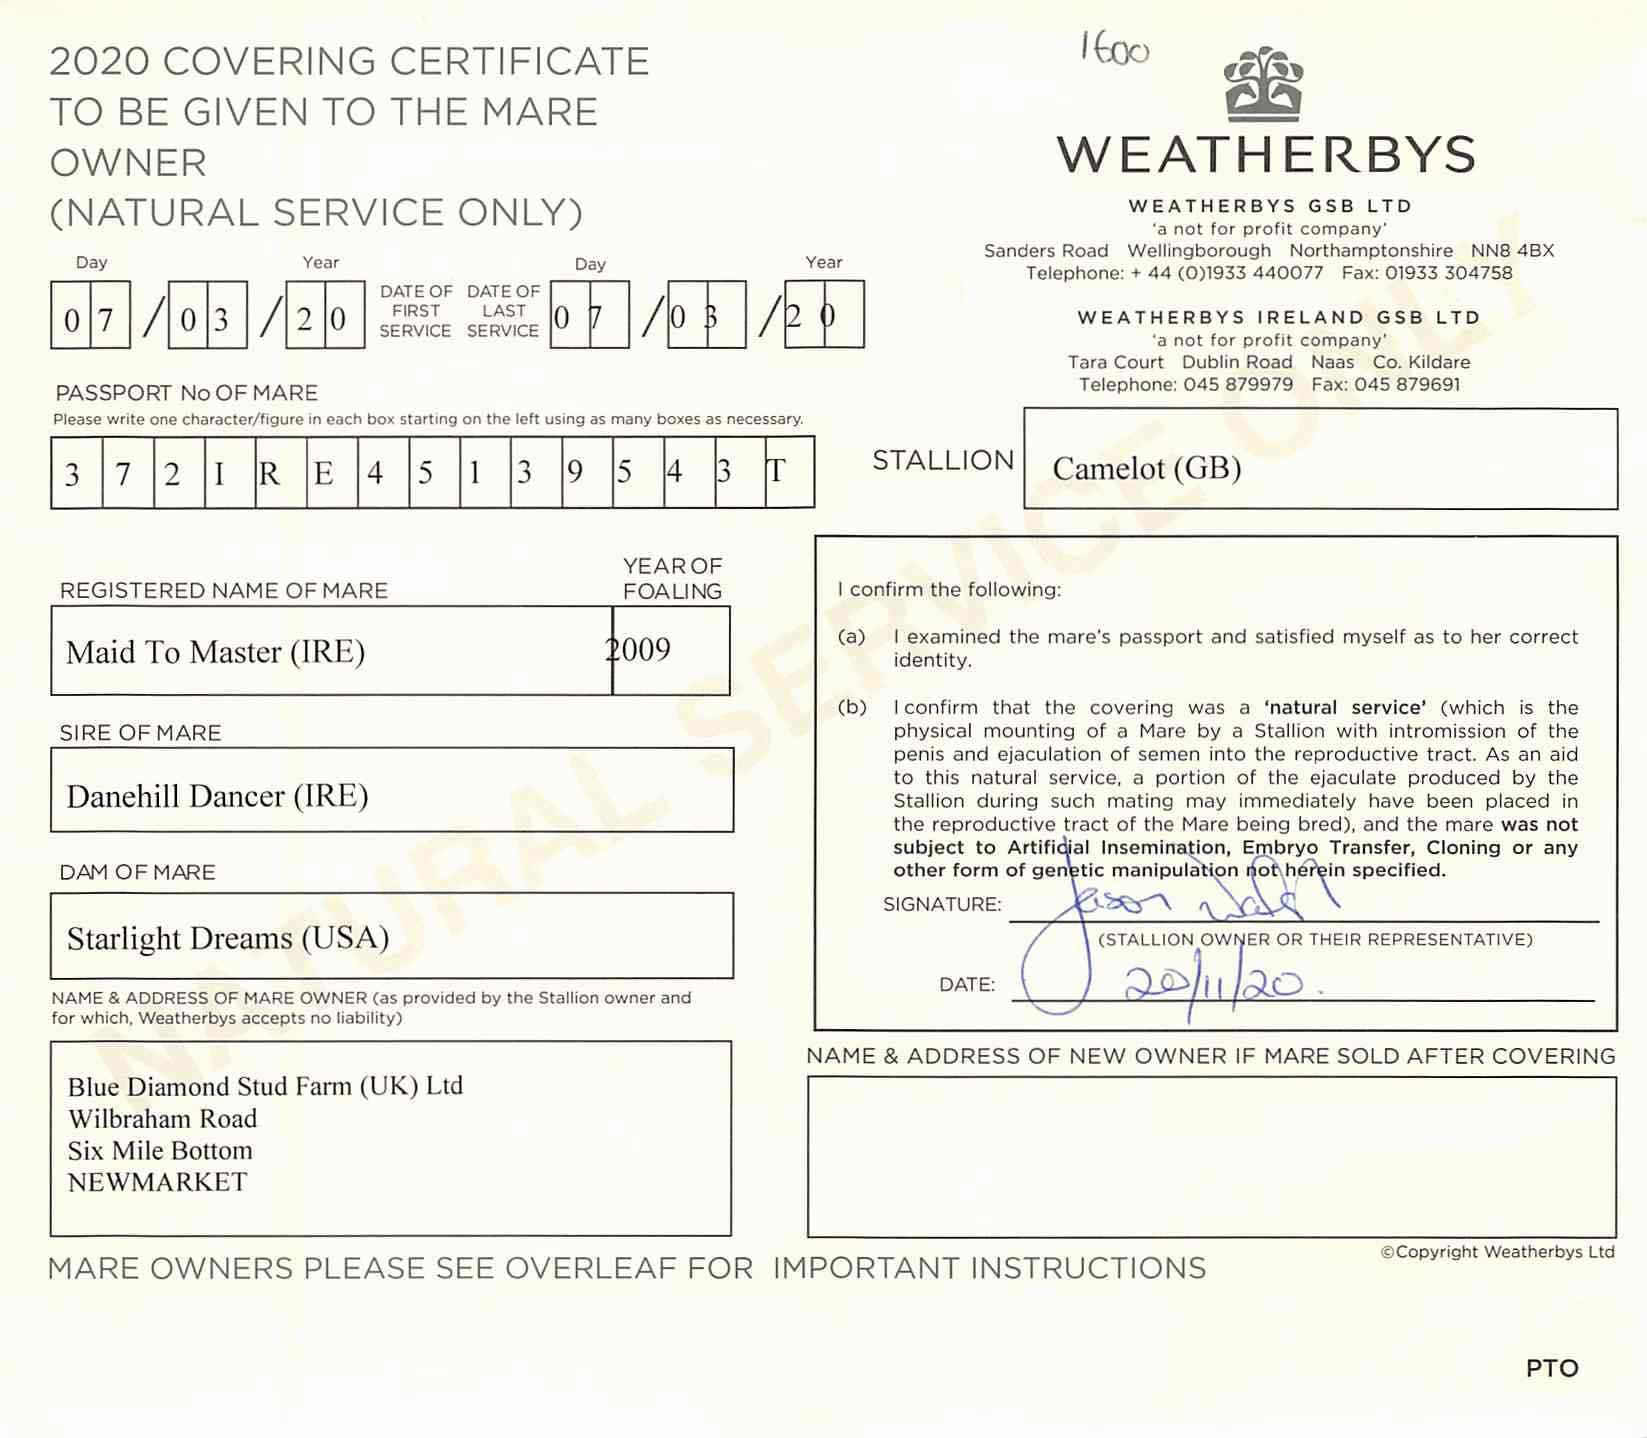 1600
2020 COVERING CERTIFICATE
TO BE GIVEN TO THE MARE
OWNER
(NATURAL SERVICE ONLY)
WEATHERBYS
WEATHERBYS GSB LTD
'a not for profit company'
Sanders Road Wellingborough Northamptonshire NN8 4BX
Telephone: + 44 (0)1933 440077 Fax: 01933 304758
WEATHERBYS IRELAND GSB LTD
'a not for profit company'
Tara Court Dublin Road Naas Co. Kildare
Telephone: 045 879979 Fax: 045 879691
Day Year Day Year
07/03/20 DATE OF FIRST SERVICE DATE OF LAST SERVICE 07/03/20
PASSPORT No OF MARE
Please write one character/figure in each box starting on the left using as many boxes as necessary.
372IRE45139543T
STALLION Camelot (GB)
REGISTERED NAME OF MARE YEAR OF FOALING
Maid To Master (IRE) 2009
SIRE OF MARE
Danehill Dancer (IRE)
DAM OF MARE
Starlight Dreams (USA)
NAME & ADDRESS OF MARE OWNER (as provided by the Stallion owner and
for which, Weatherbys accepts no liability)
Blue Diamond Stud Farm (UK) Ltd
Wilbraham Road
Six Mile Bottom
NEWMARKET
I confirm the following:
(a) I examined the mare's passport and satisfied myself as to her correct
identity.
(b) I confirm that the covering was a 'natural service' (which is the
physical mounting of a Mare by a Stallion with intromission of the
penis and ejaculation of semen into the reproductive tract. As an aid
to this natural service, a portion of the ejaculate produced by the
Stallion during such mating may immediately have been placed in
the reproductive tract of the Mare being bred), and the mare was not
subject to Artificial Insemination, Embryo Transfer, Cloning or any
other form of genetic manipulation not herein specified.
SIGNATURE: Jason
(STALLION OWNER OR THEIR REPRESENTATIVE)
DATE: 20/11/20.
NAME & ADDRESS OF NEW OWNER IF MARE SOLD AFTER COVERING
©Copyright Weatherbys Ltd
MARE OWNERS PLEASE SEE OVERLEAF FOR IMPORTANT INSTRUCTIONS
PTO
NATURAL SERVICE ONLY